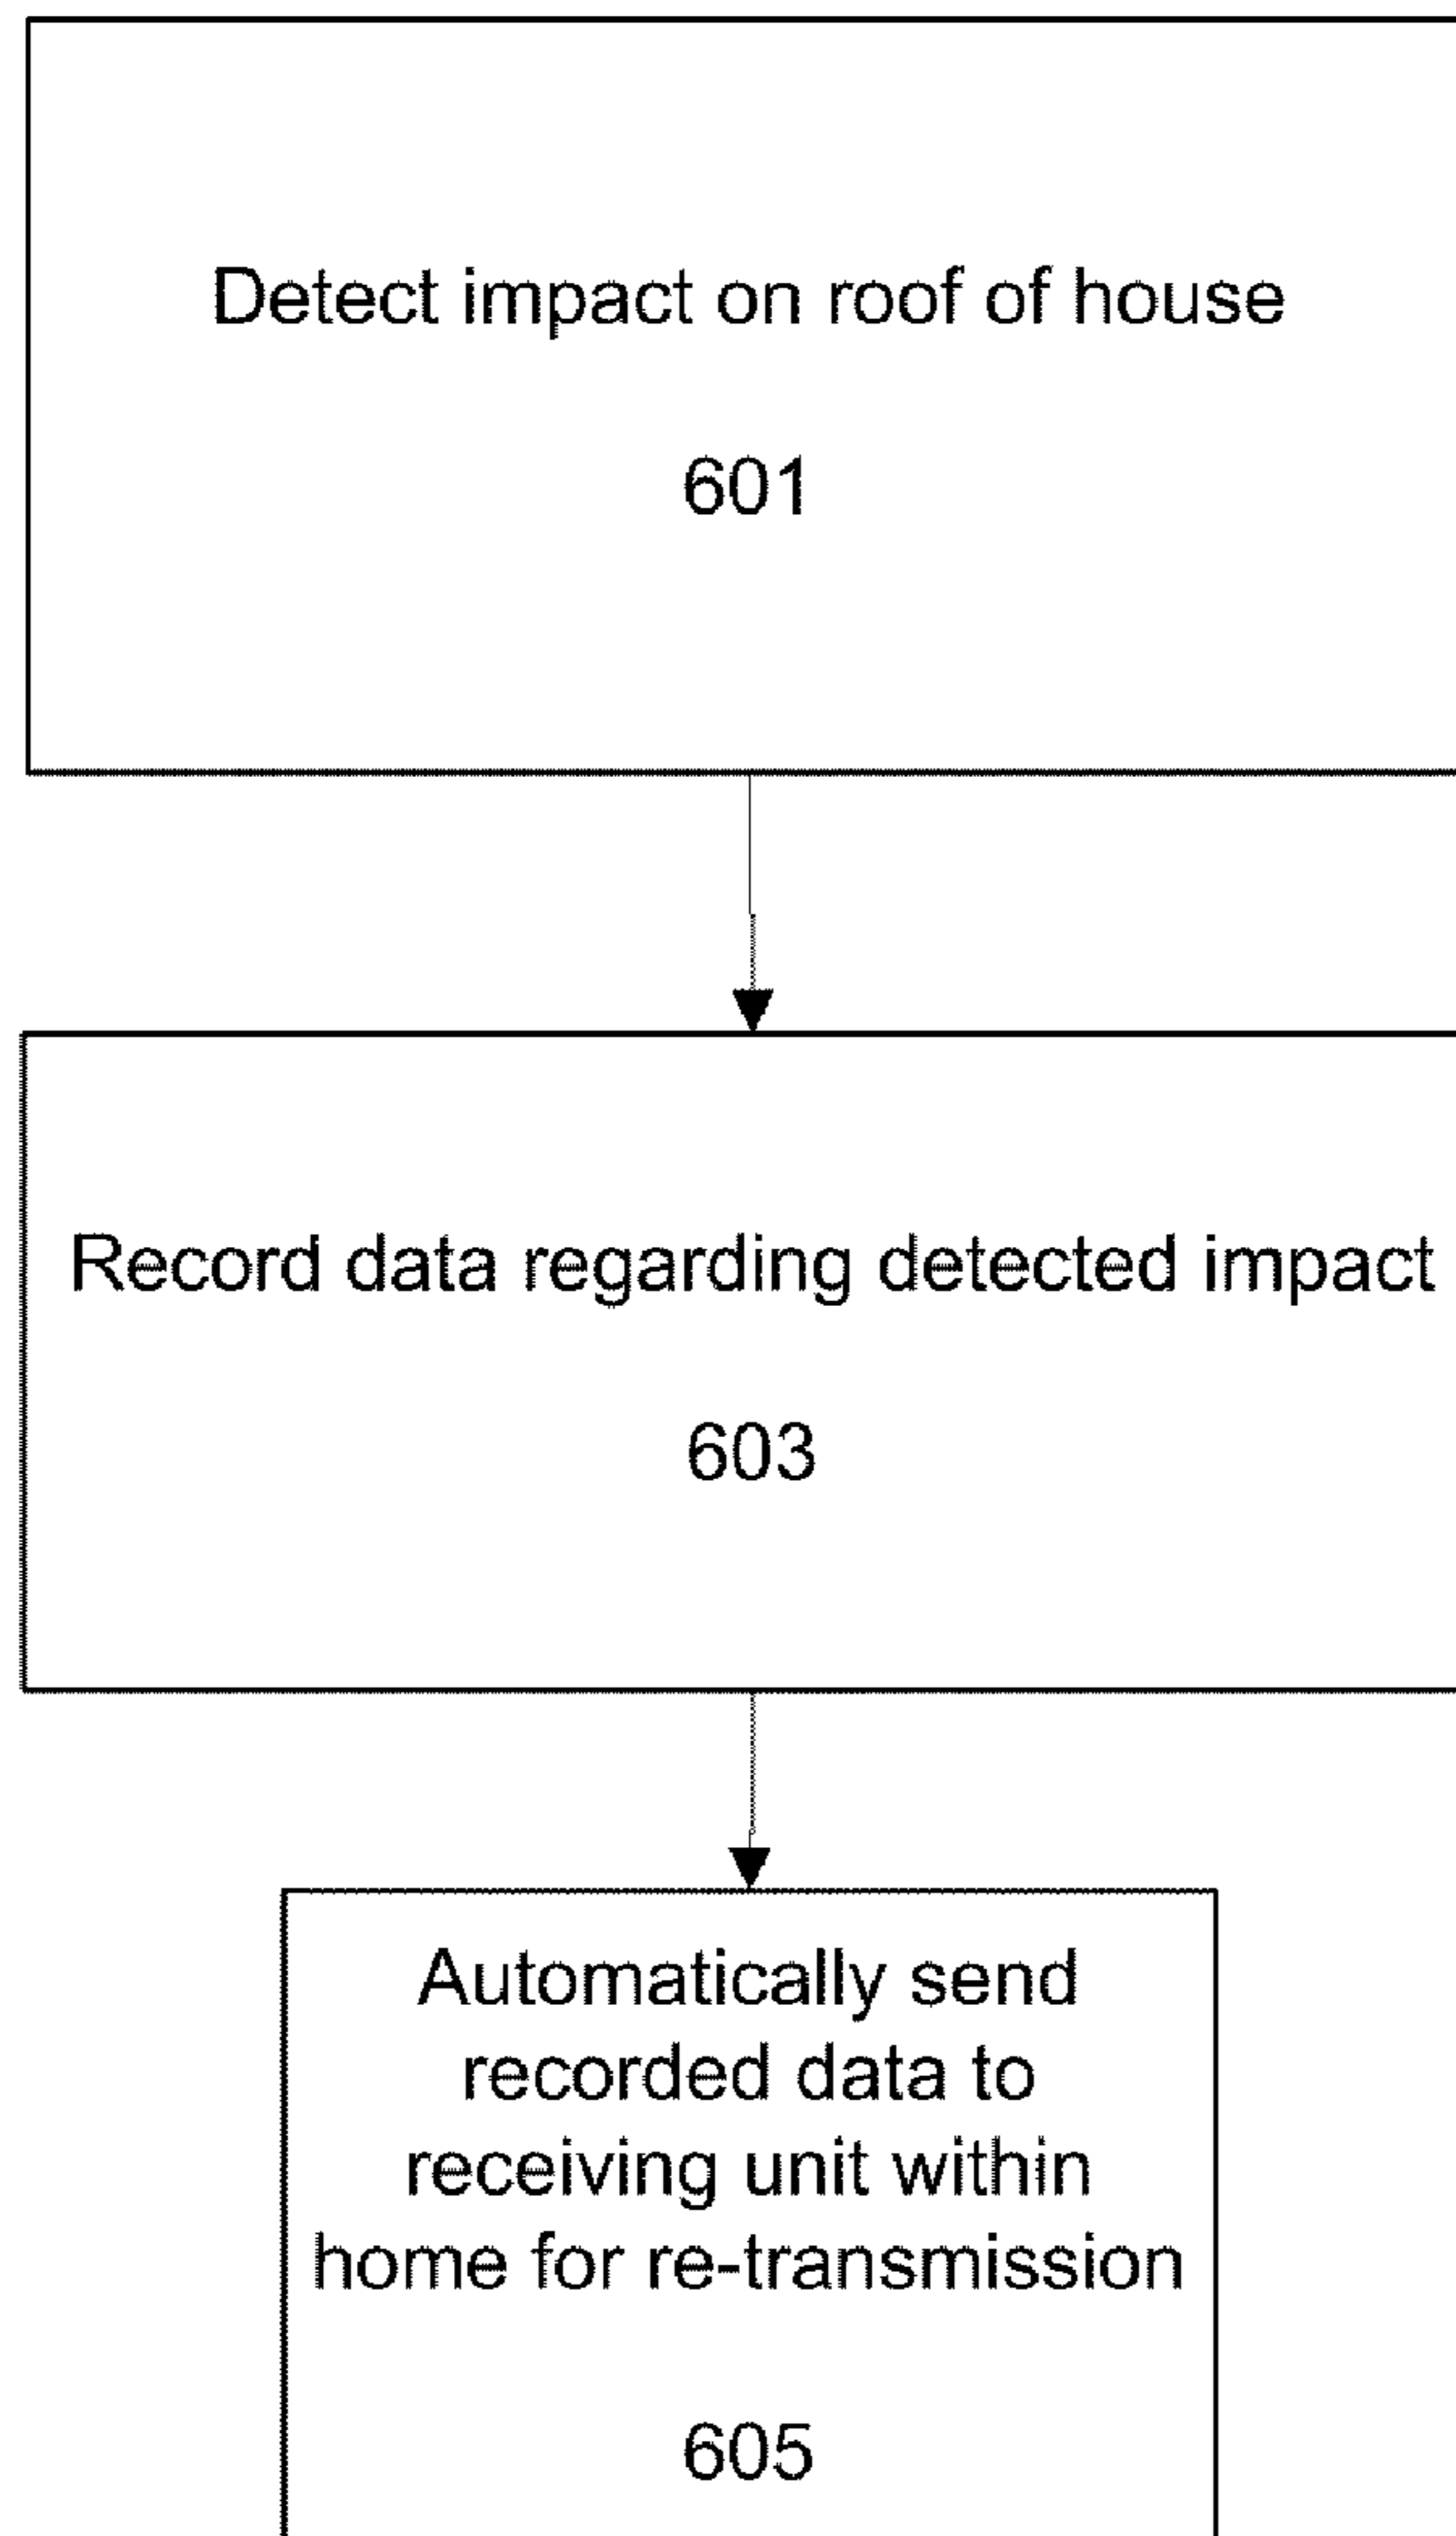 Detect impact on roof of house
601
Record data regarding detected impact
603
Automatically send
recorded data to
receiving unit within
home for re-transmission
605